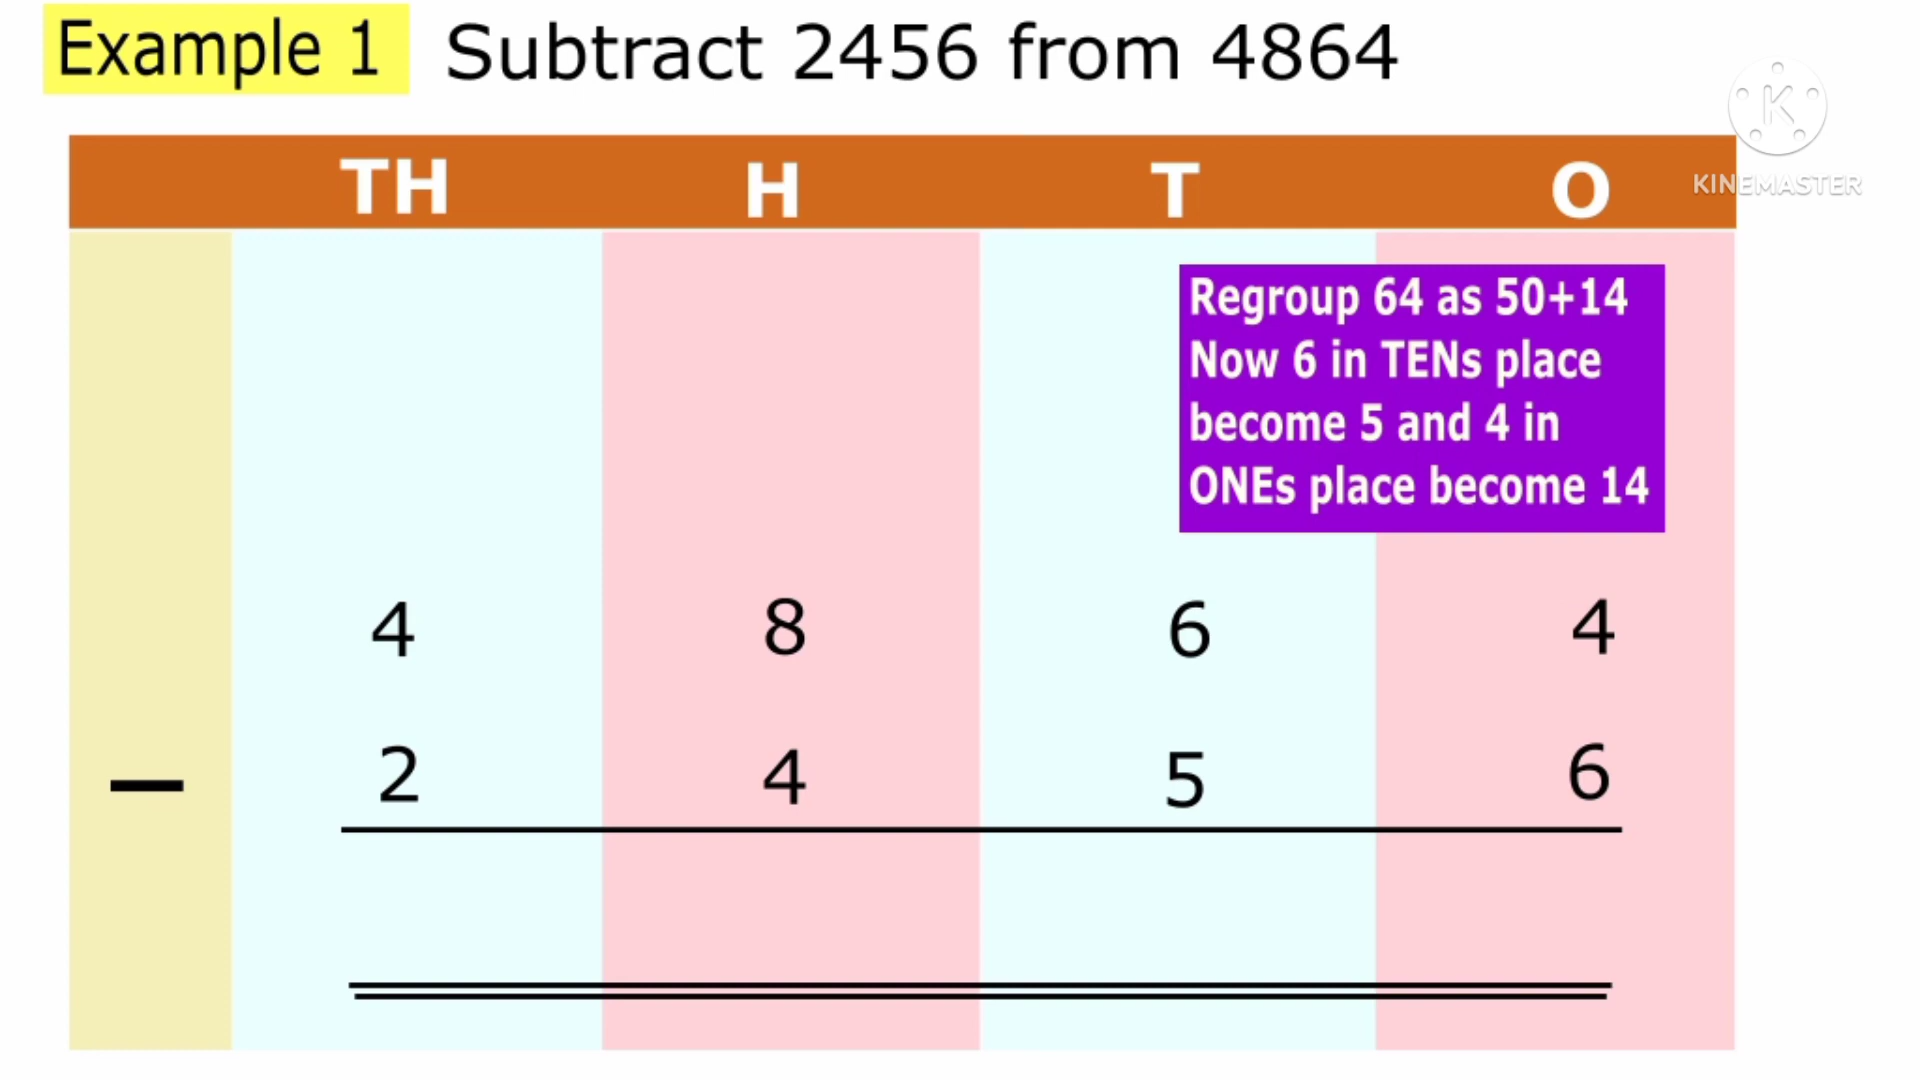 Example 1 Subtract 2456 from 4864
K
KINEMASTER
TH H T O
Regroup 64 as 50+14
Now 6 in TENs place
become 5 and 4 in
ONEs place become 14
4 8 6 4
– 2 4 5 6